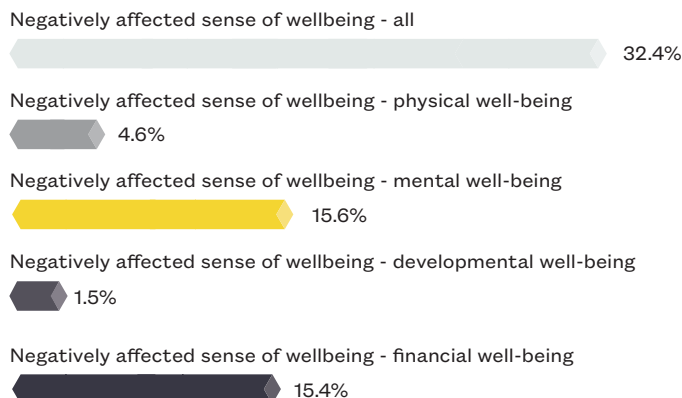 Negatively affected sense of wellbeing - all
32.4%
Negatively affected sense of wellbeing - physical well-being
4.6%
Negatively affected sense of wellbeing - mental well-being
15.6%
Negatively affected sense of wellbeing - developmental well-being
1.5%
Negatively affected sense of wellbeing - financial well-being
15.4%